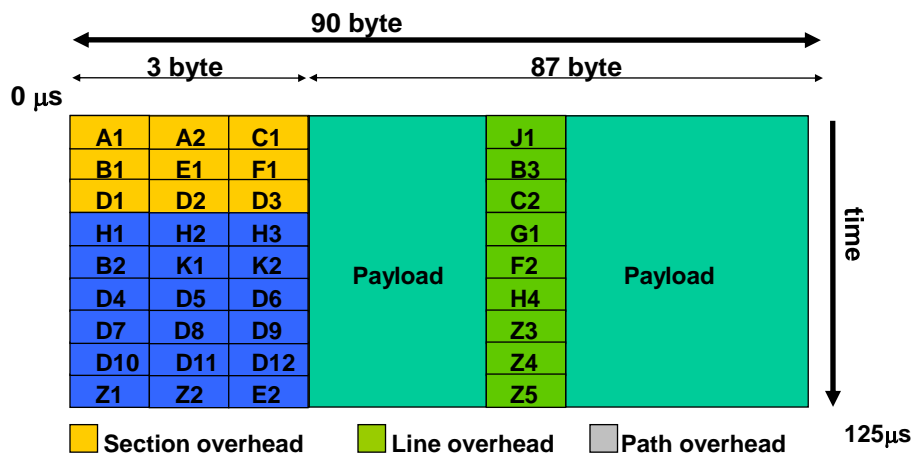 90 byte
3 byte 87 byte
0 μs
A1 A2 C1 J1
B1 E1 F1 B3
D1 D2 D3 C2
H1 H2 H3 G1
B2 K1 K2 F2
Payload Payload
D4 D5 D6 H4
D7 D8 D9 Z3
D10 D11 D12 Z4
Z1 Z2 E2 Z5
time
Section overhead Line overhead Path overhead
125μs